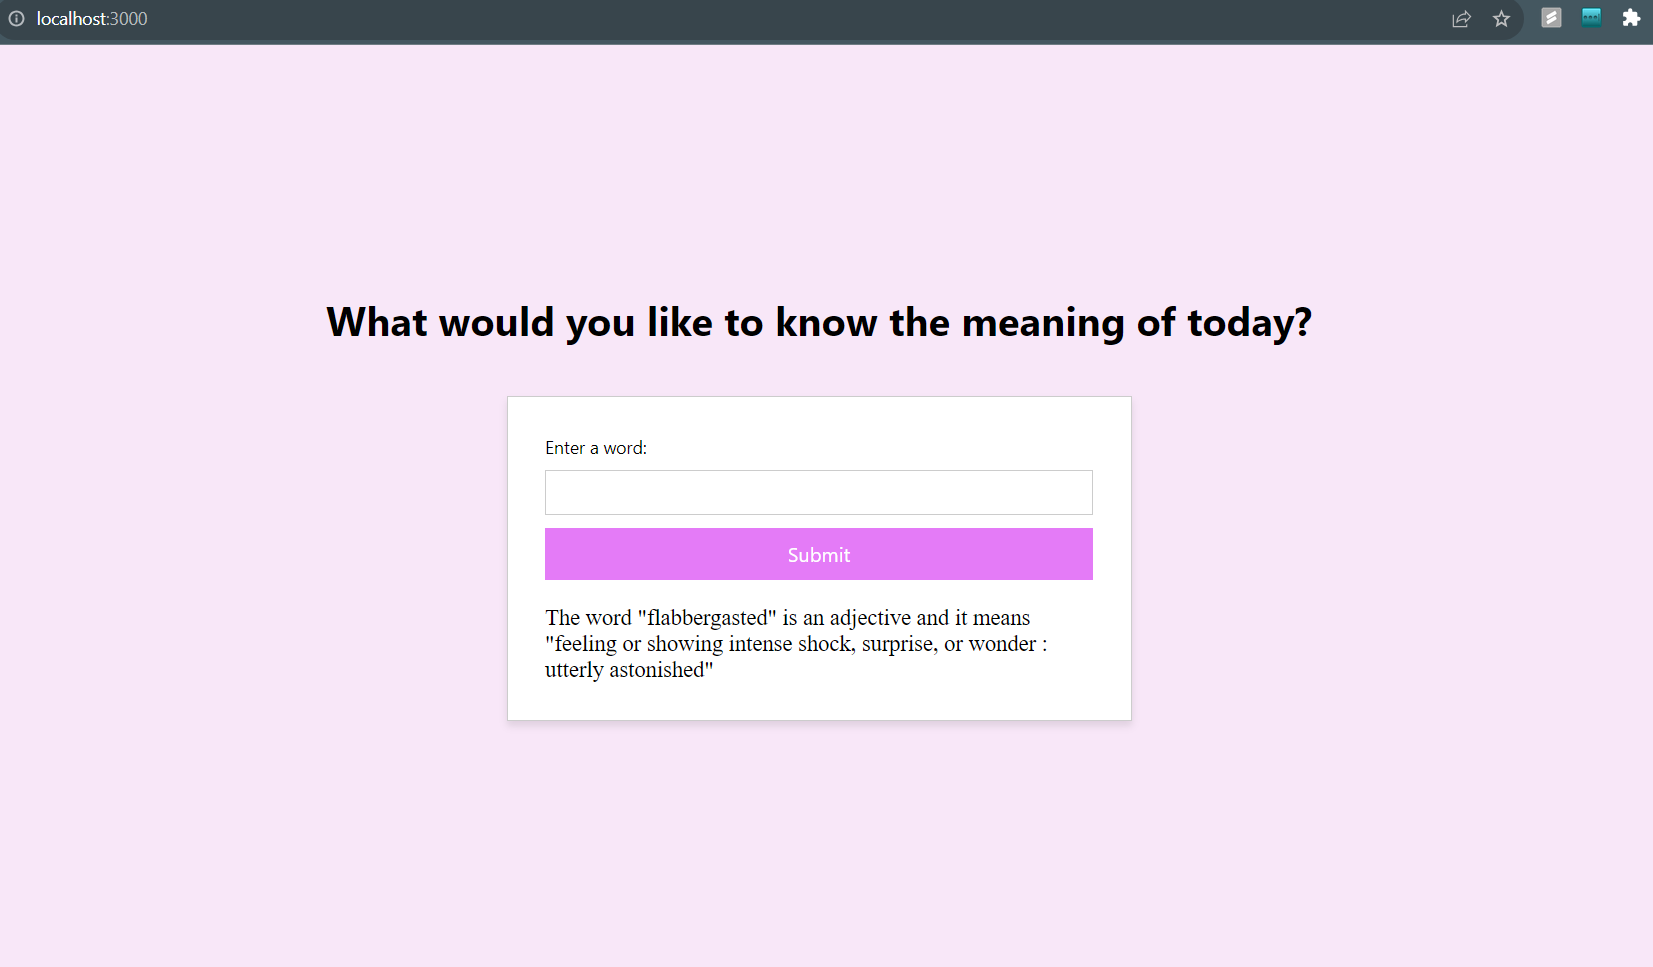 localhost:3000
What would you like to know the meaning of today?
Enter a word:
Submit
The word "flabbergasted" is an adjective and it means
"feeling or showing intense shock, surprise, or wonder :
utterly astonished"